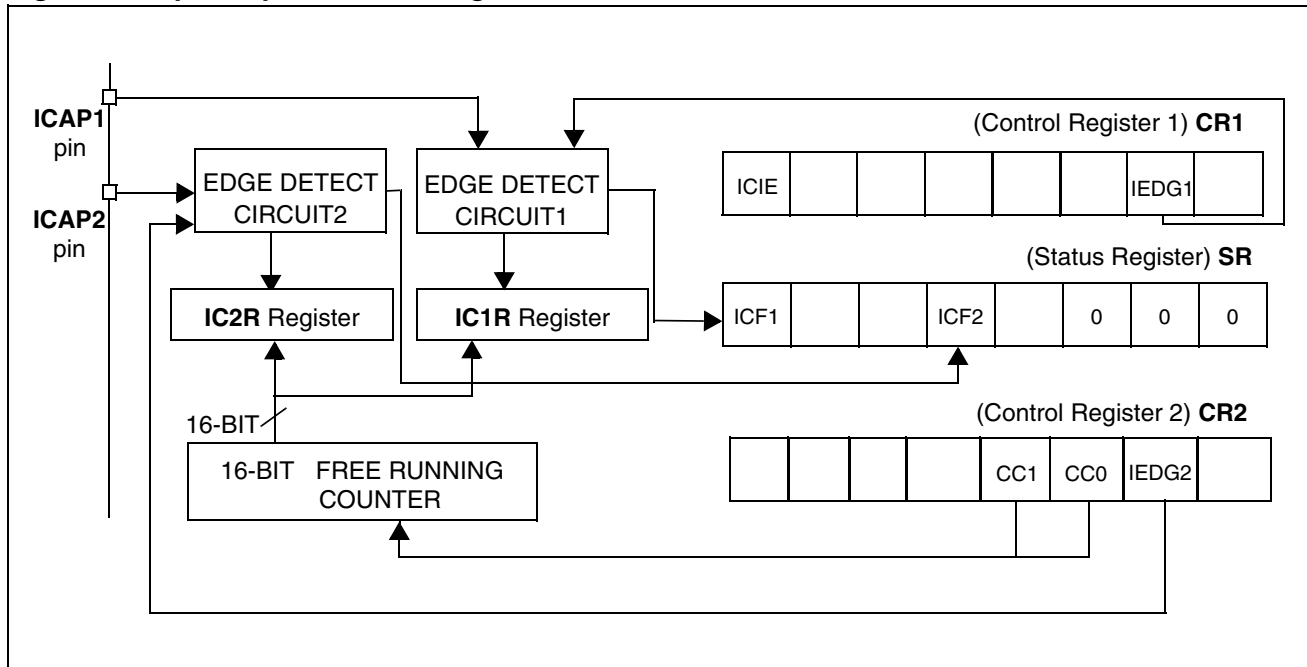 ICAP1
pin
ICAP2
pin
EDGE DETECT
CIRCUIT2
EDGE DETECT
CIRCUIT1
IC2R Register
IC1R Register
16-BIT
16-BIT FREE RUNNING
COUNTER
(Control Register 1) CR1
ICIE IEDG1
(Status Register) SR
ICF1 ICF2 0 0 0
(Control Register 2) CR2
CC1 CC0 IEDG2